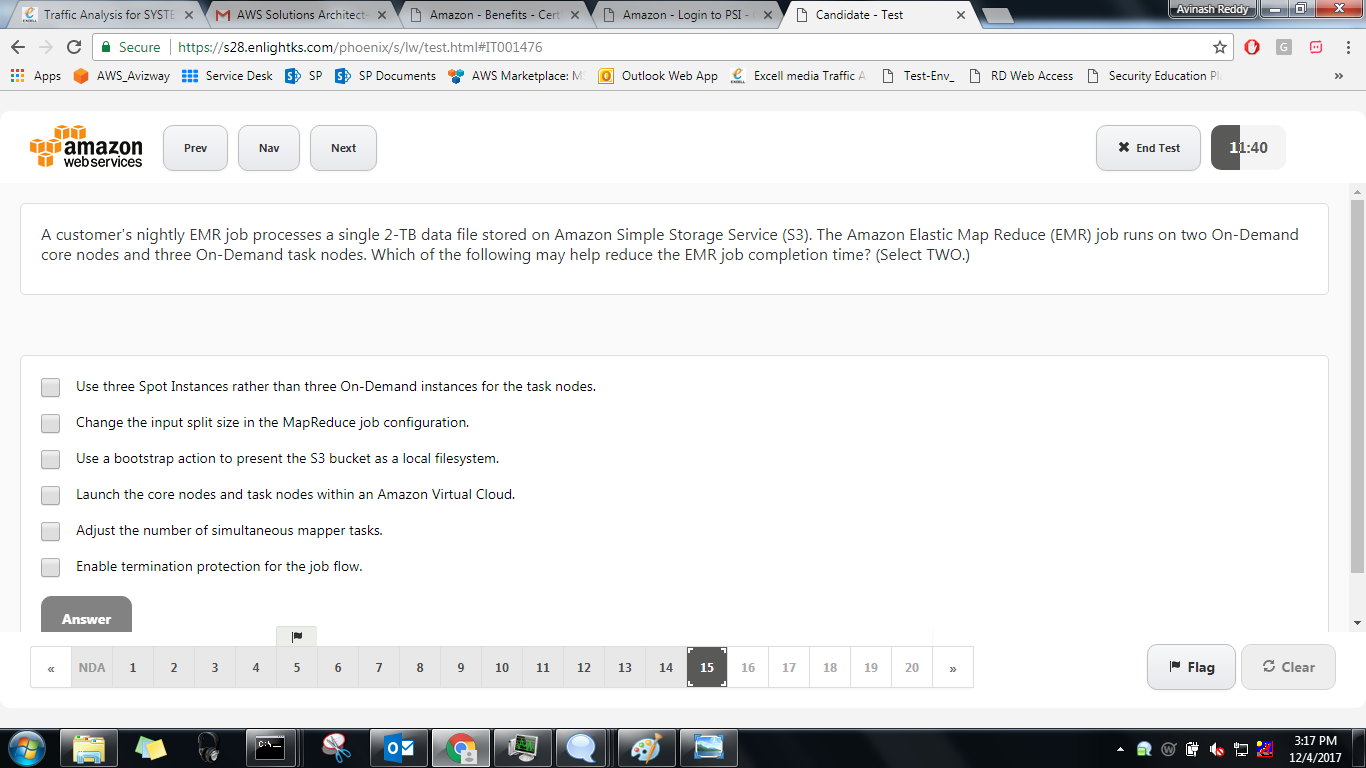 Traffic Analysis for SYSTE
AWS Solutions Architect-
Amazon - Benefits - Cert
Amazon - Login to PSI -
Candidate - Test
Avinash Reddy
Secure
https://s28.enlightks.com/phoenix/s/lw/test.html#IT001476
Apps
AWS_Avizway
Service Desk
SP
SP Documents
AWS Marketplace: M
Outlook Web App
Excell media Traffic A
Test-Env_
RD Web Access
Security Education Pl
»
amazon
webservices
Prev
Nav
Next
End Test
11:40
A customer's nightly EMR job processes a single 2-TB data file stored on Amazon Simple Storage Service (S3). The Amazon Elastic Map Reduce (EMR) job runs on two On-Demand
core nodes and three On-Demand task nodes. Which of the following may help reduce the EMR job completion time? (Select TWO.)
Use three Spot Instances rather than three On-Demand instances for the task nodes.
Change the input split size in the MapReduce job configuration.
Use a bootstrap action to present the S3 bucket as a local filesystem.
Launch the core nodes and task nodes within an Amazon Virtual Cloud.
Adjust the number of simultaneous mapper tasks.
Enable termination protection for the job flow.
Answer
« NDA 1 2 3 4 5 6 7 8 9 10 11 12 13 14 15 16 17 18 19 20 »
Flag
Clear
3:17 PM
12/4/2017